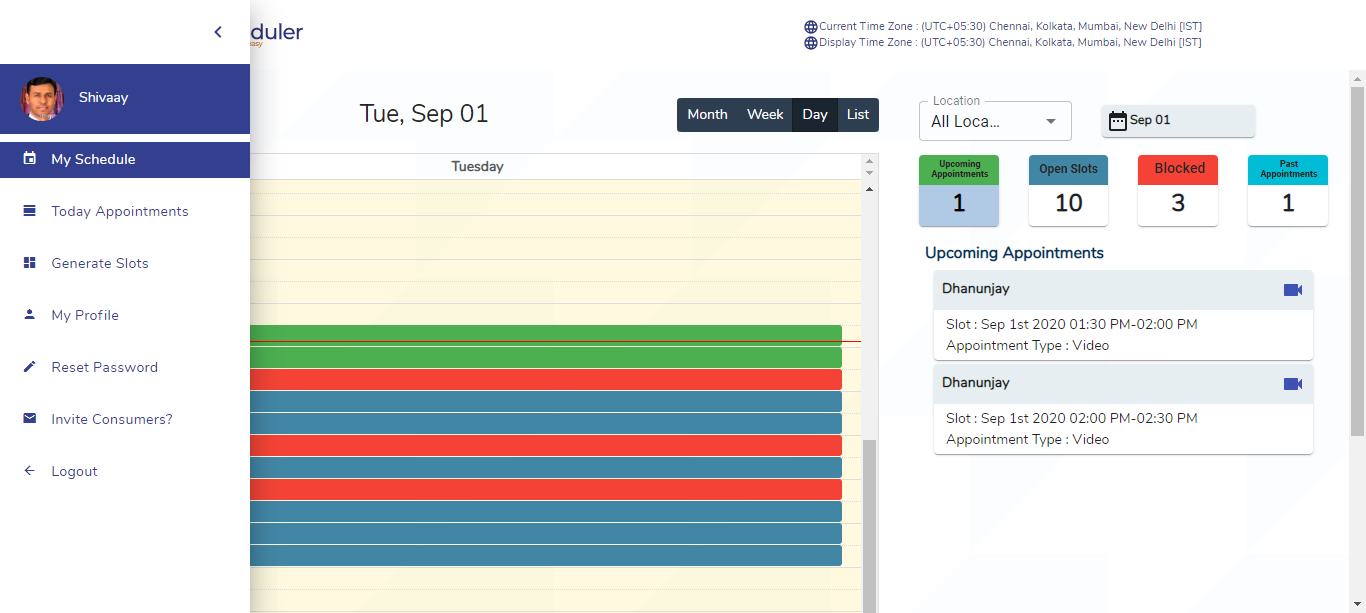 duler
easy
Current Time Zone : (UTC+05:30) Chennai, Kolkata, Mumbai, New Delhi [IST]
Display Time Zone : (UTC+05:30) Chennai, Kolkata, Mumbai, New Delhi [IST]
Shivaay
My Schedule
Today Appointments
Generate Slots
My Profile
Reset Password
Invite Consumers?
Logout
Tue, Sep 01
Month Week Day List
Tuesday
Location
All Loca...
Sep 01
Upcoming
Appointments
1
Open Slots
10
Blocked
3
Past
Appointments
1
Upcoming Appointments
Dhanunjay
Slot : Sep 1st 2020 01:30 PM-02:00 PM
Appointment Type : Video
Dhanunjay
Slot : Sep 1st 2020 02:00 PM-02:30 PM
Appointment Type : Video